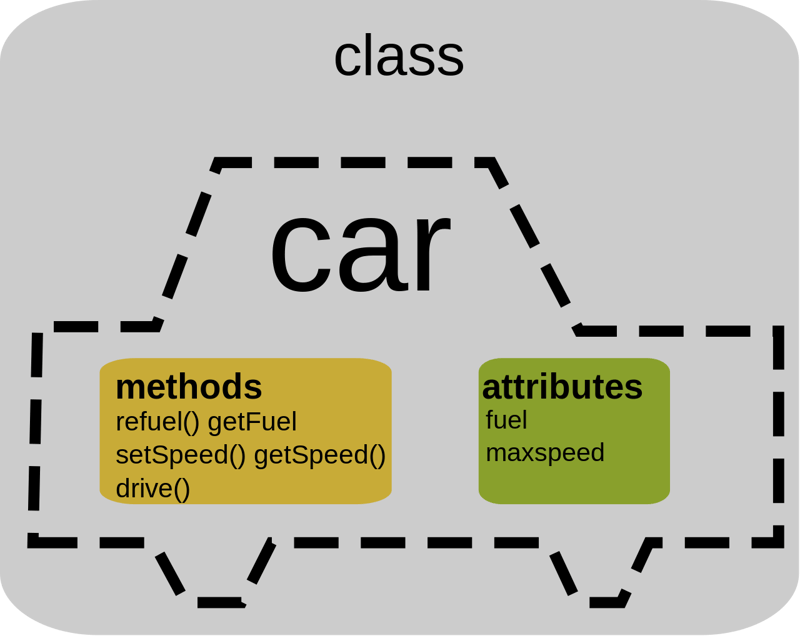 class
car
methods
refuel() getFuel
setSpeed() getSpeed()
drive()
attributes
fuel
maxspeed